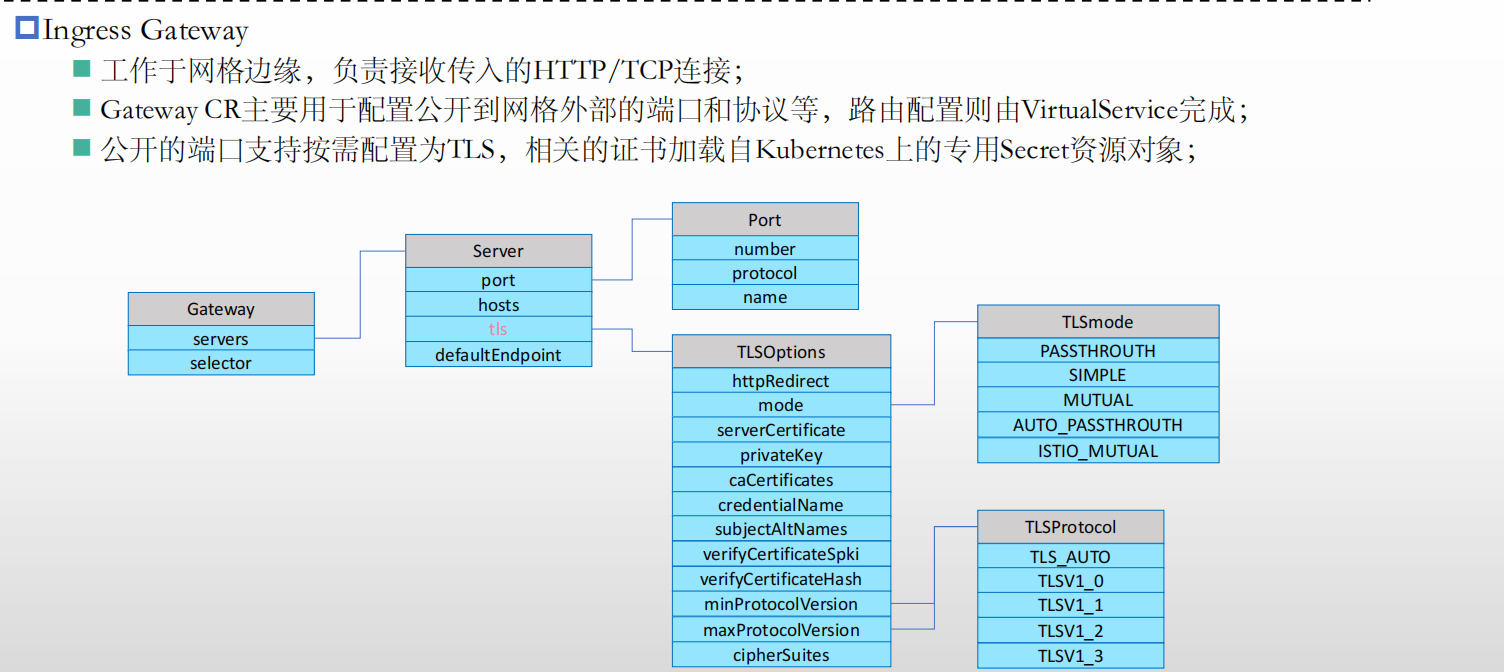 Ingress Gateway
工作于网格边缘，负责接收传入的HTTP/TCP连接；
Gateway CR主要用于配置公开到网格外部的端口和协议等，路由配置则由VirtualService完成；
公开的端口支持按需配置为TLS，相关的证书加载自Kubernetes上的专用Secret资源对象；
Gateway
servers
selector
Server
port
hosts
tls
defaultEndpoint
Port
number
protocol
name
TLSOptions
httpRedirect
mode
serverCertificate
privateKey
caCertificates
credentialName
subjectAltNames
verifyCertificateSpki
verifyCertificateHash
minProtocolVersion
maxProtocolVersion
cipherSuites
TLSmode
PASSTHROUTH
SIMPLE
MUTUAL
AUTO_PASSTHROUTH
ISTIO_MUTUAL
TLSProtocol
TLS_AUTO
TLSV1_0
TLSV1_1
TLSV1_2
TLSV1_3